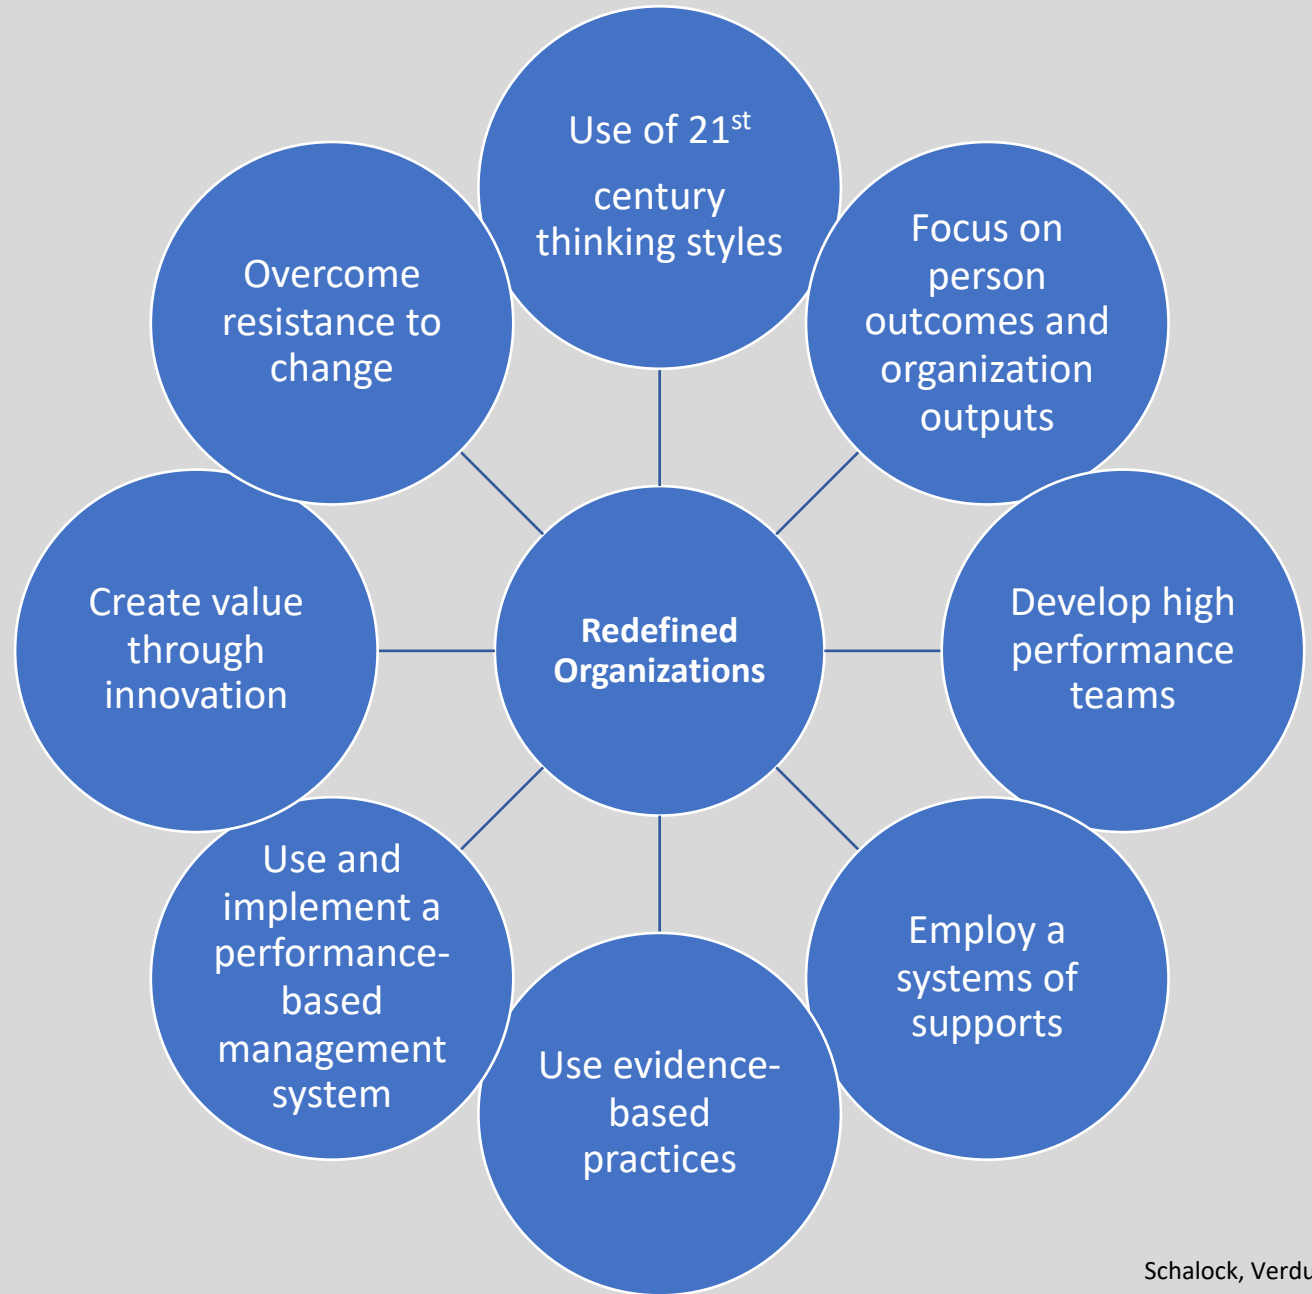 Use of 21st
century
thinking styles
Focus on
person
outcomes and
organization
outputs
Develop high
performance
teams
Employ a
systems of
supports
Use evidence-
based
practices
Use and
implement a
performance-
based
management
system
Create value
through
innovation
Overcome
resistance to
change
Redefined
Organizations
Schalock, Verdu